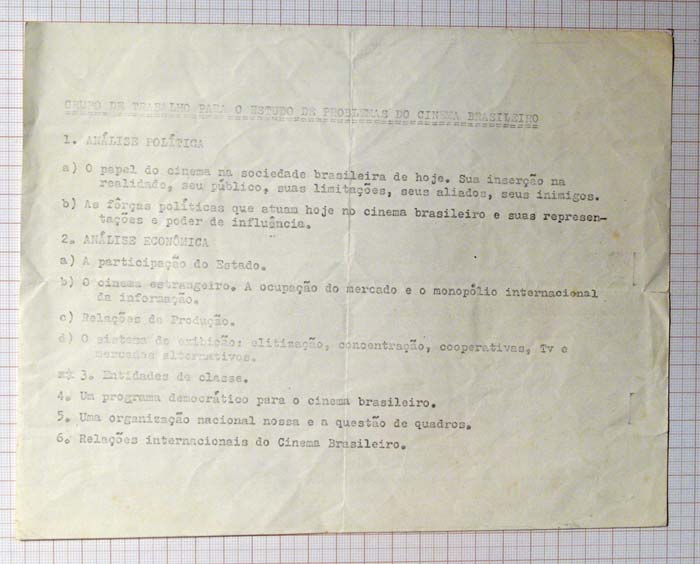 GRUPO DE TRABALHO PARA O ESTUDO DE PROBLEMAS DO CINEMA BRASILEIRO
1. ANÁLISE POLÍTICA
a) O papel do cinema na sociedade brasileira de hoje. Sua inserção na
realidade, seu público, suas limitações, seus aliados, seus inimigos.
b) As fôrças políticas que atuam hoje no cinema brasileiro e suas represen-
tações e poder de influência.
2. ANÁLISE ECONÔMICA
a) A participação do Estado.
b) O cinema estrangeiro. A ocupação do mercado e o monopólio internacional
da informação.
c) Relações de Produção.
d) O sistema de exibição: elitização, concentração, cooperativas, Tv e
mercados alternativos.
3. Entidades de classe.
4. Um programa democrático para o cinema brasileiro.
5. Uma organização nacional nossa e a questão de quadros.
6. Relações internacionais do Cinema Brasileiro.